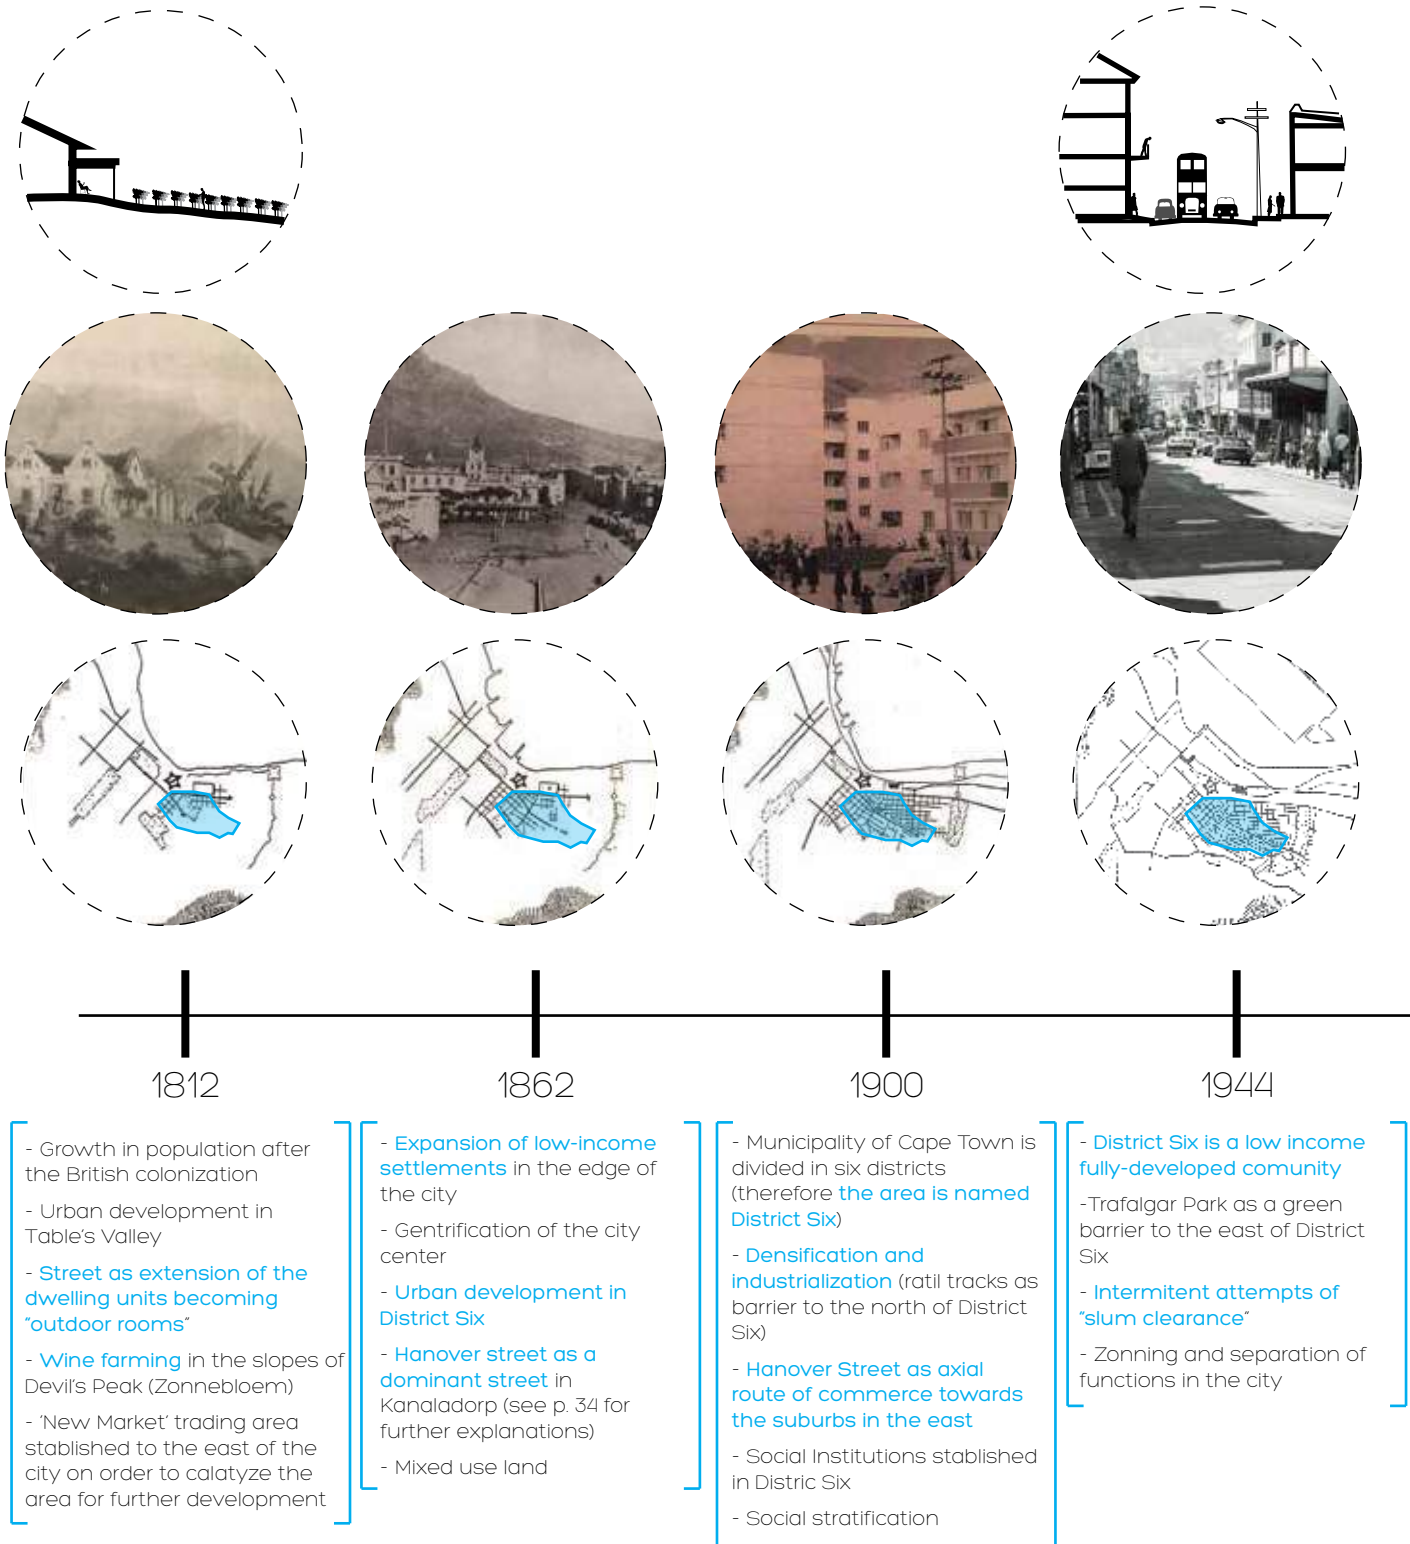 1812
- Growth in population after
the British colonization
- Urban development in
Table's Valley
- Street as extension of the
dwelling units becoming
"outdoor rooms"
- Wine farming in the slopes of
Devil's Peak (Zonnebloem)
- 'New Market' trading area
stablished to the east of the
city on order to calatyze the
area for further development
1862
- Expansion of low-income
settlements in the edge of
the city
- Gentrification of the city
center
- Urban development in
District Six
- Hanover street as a
dominant street in
Kanaladorp (see p. 34 for
further explanations)
- Mixed use land
1900
- Municipality of Cape Town is
divided in six districts
(therefore the area is named
District Six)
- Densification and
industrialization (ratil tracks as
barrier to the north of District
Six)
- Hanover Street as axial
route of commerce towards
the suburbs in the east
- Social Institutions stablished
in Distric Six
- Social stratification
1944
- District Six is a low income
fully-developed comunity
-Trafalgar Park as a green
barrier to the east of District
Six
- Intermitent attempts of
"slum clearance"
- Zonning and separation of
functions in the city